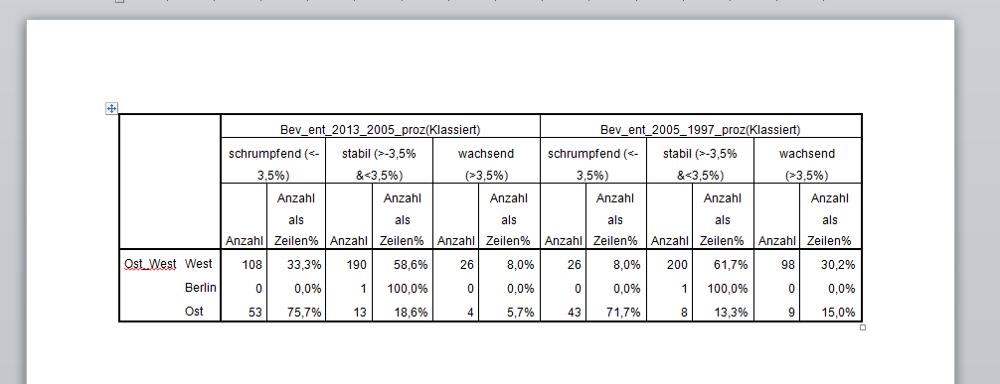 Bev_ent_2013_2005_proz(Klassiert) Bev_ent_2005_1997_proz(Klassiert)
schrumpfend (<- stabil (>-3,5% wachsend schrumpfend (<- stabil (>-3,5% wachsend
3,5%) &<3,5%) (>3,5%) 3,5%) &<3,5%) (>3,5%)
Anzahl Anzahl Anzahl Anzahl Anzahl Anzahl
als als als als als als
Anzahl Zeilen% Anzahl Zeilen% Anzahl Zeilen% Anzahl Zeilen% Anzahl Zeilen% Anzahl Zeilen%
Ost_West West 108 33,3% 190 58,6% 26 8,0% 26 8,0% 200 61,7% 98 30,2%
Berlin 0 0,0% 1 100,0% 0 0,0% 0 0,0% 1 100,0% 0 0,0%
Ost 53 75,7% 13 18,6% 4 5,7% 43 71,7% 8 13,3% 9 15,0%